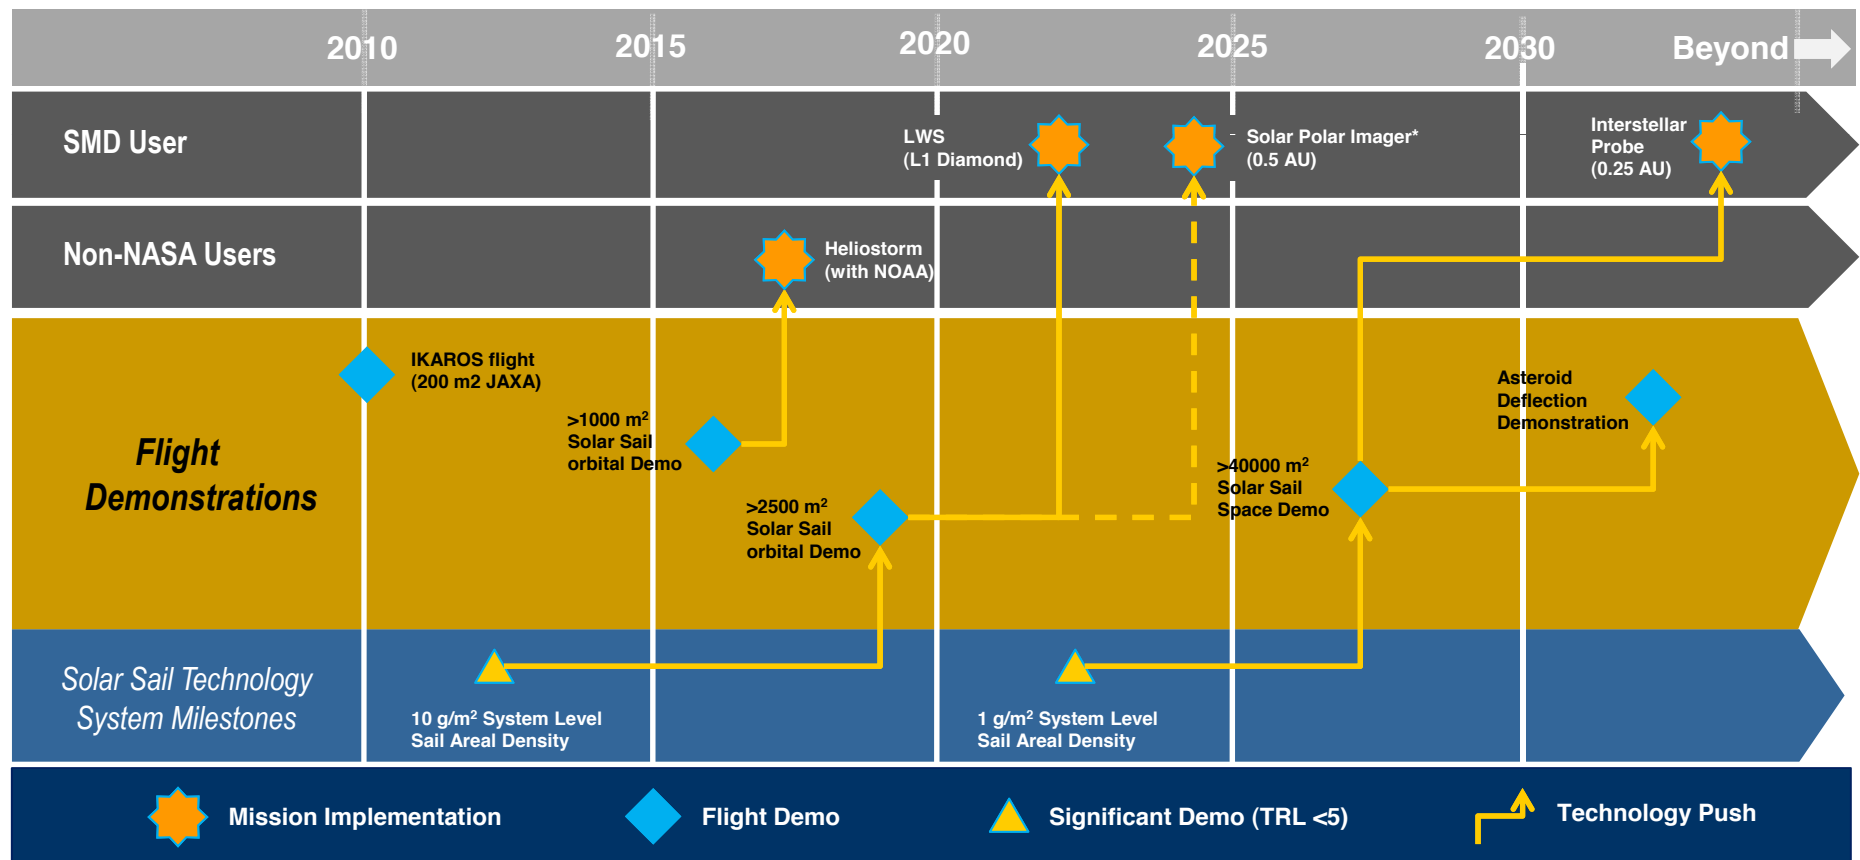 2010
2015
2020
2025
2030
Beyond
SMD User
LWS
(L1 Diamond)
Solar Polar Imager*
(0.5 AU)
Interstellar
Probe
(0.25 AU)
Non-NASA Users
Heliostorm
(with NOAA)
Flight
Demonstrations
IKAROS flight
(200 m2 JAXA)
>1000 m²
Solar Sail
orbital Demo
>2500 m²
Solar Sail
orbital Demo
>40000 m²
Solar Sail
Space Demo
Asteroid
Deflection
Demonstration
Solar Sail Technology
System Milestones
10 g/m² System Level
Sail Areal Density
1 g/m² System Level
Sail Areal Density
Mission Implementation
Flight Demo
Significant Demo (TRL <5)
Technology Push